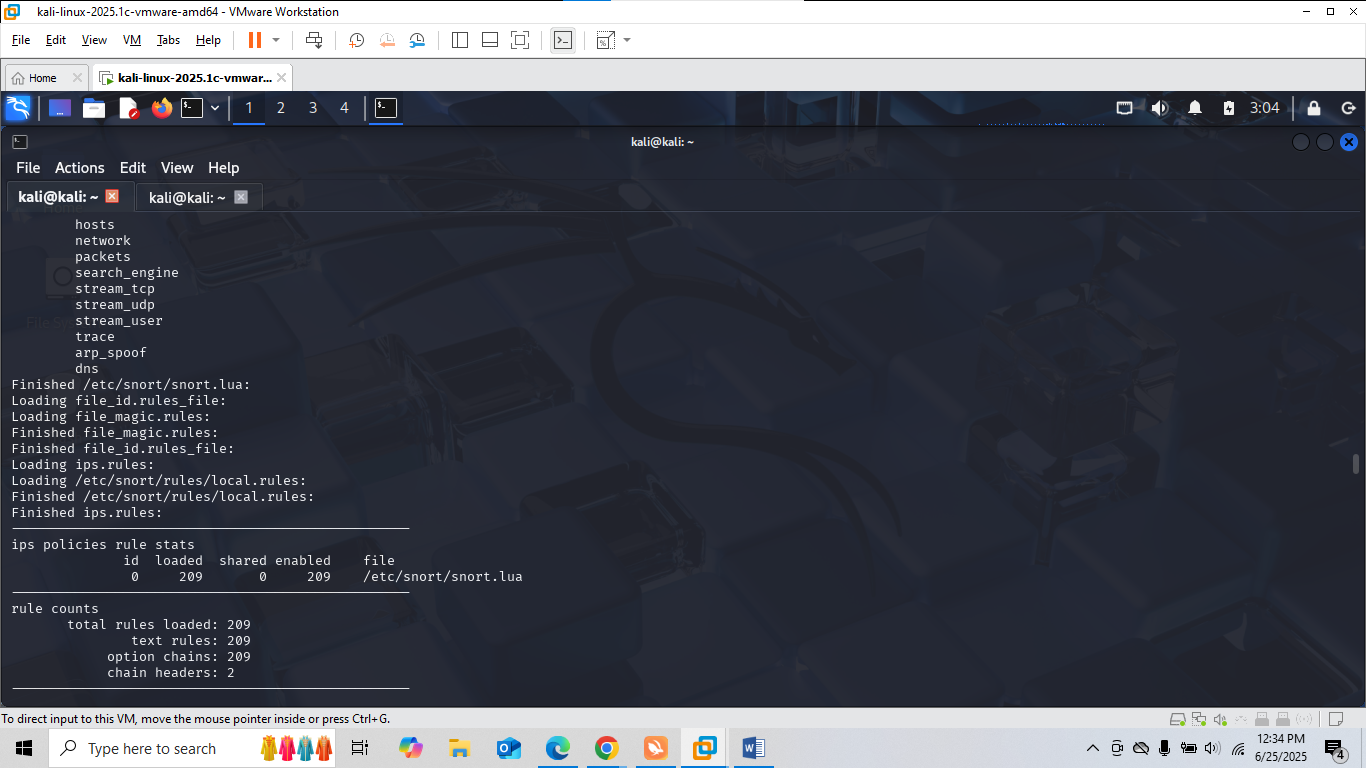 kali-linux-2025.1c-vmware-amd64 - VMware Workstation
File Edit View VM Tabs Help
Home kali-linux-2025.1c-vmwar...
1 2 3 4 3:04
kali@kali: ~
File Actions Edit View Help
kali@kali: ~ kali@kali: ~
hosts
network
packets
search_engine
stream_tcp
stream_udp
stream_user
trace
arp_spoof
dns
Finished /etc/snort/snort.lua:
Loading file_id.rules_file:
Loading file_magic.rules:
Finished file_magic.rules:
Finished file_id.rules_file:
Loading ips.rules:
Loading /etc/snort/rules/local.rules:
Finished /etc/snort/rules/local.rules:
Finished ips.rules:
ips policies rule stats
id loaded shared enabled file
0 209 0 209 /etc/snort/snort.lua
rule counts
total rules loaded: 209
text rules: 209
option chains: 209
chain headers: 2
To direct input to this VM, move the mouse pointer inside or press Ctrl+G.
Type here to search
12:34 PM
6/25/2025
4